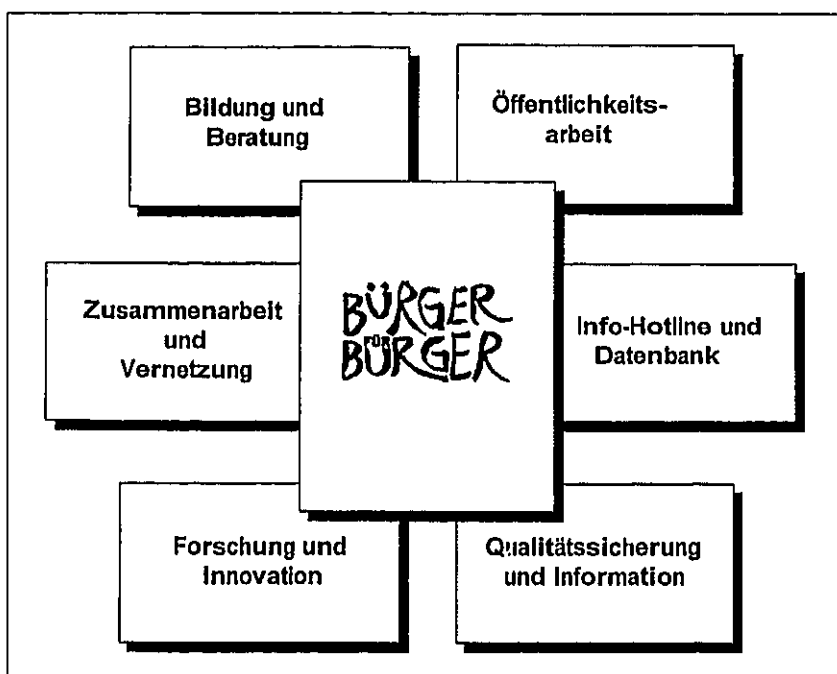 Bildung und
Beratung
Öffentlichkeits-
arbeit
Zusammenarbeit
und
Vernetzung
BÜRGER
FÜR
BÜRGER
Info-Hotline und
Datenbank
Forschung und
Innovation
Qualitätssicherung
und Information